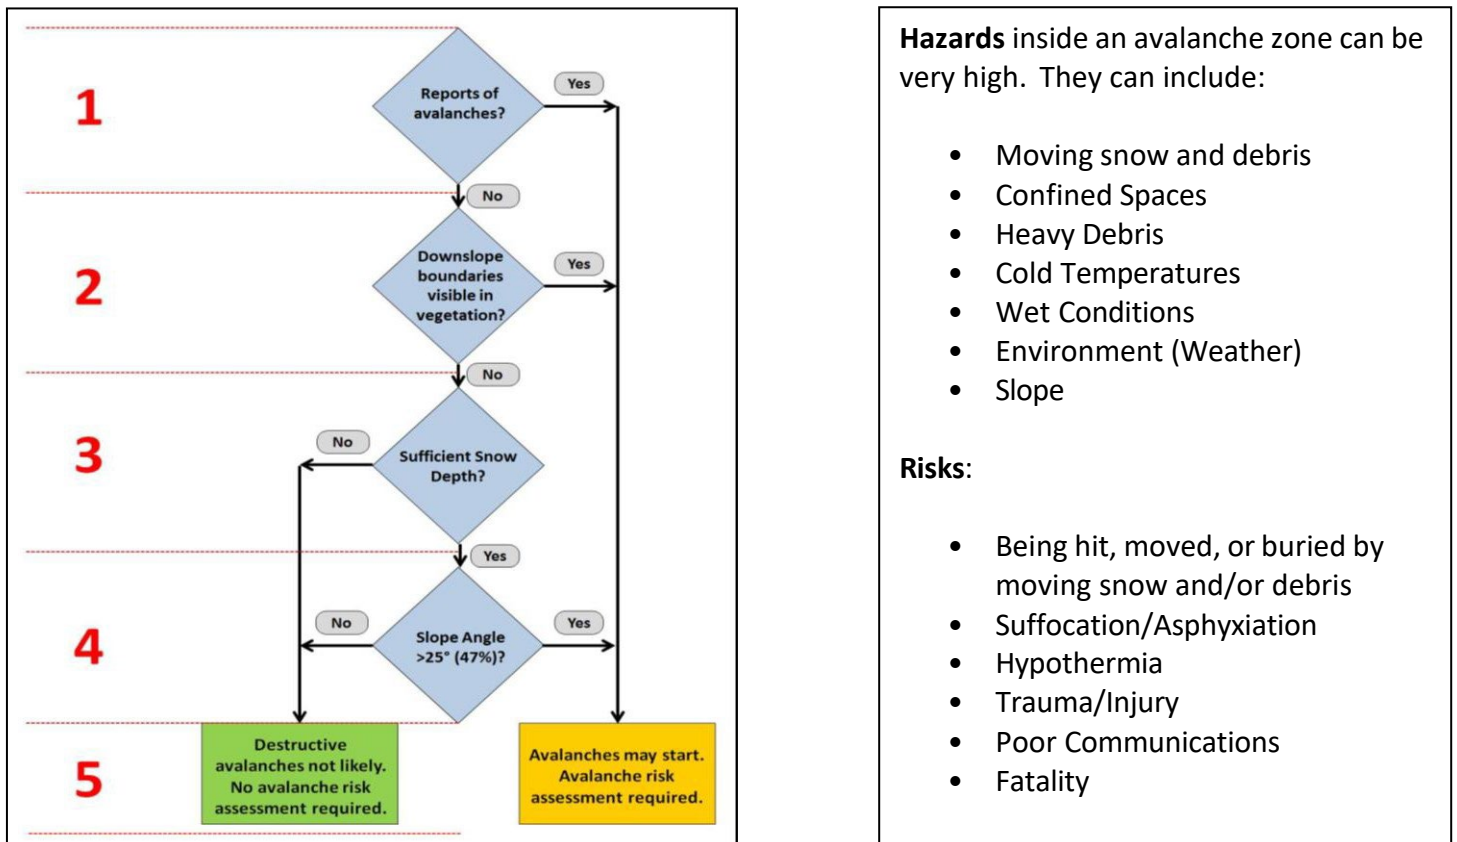 1
Reports of
avalanches?
Yes
No
2
Downslope
boundaries
visible in
vegetation?
Yes
No
3
No
Sufficient Snow
Depth?
Yes
4
No
Slope Angle
>25° (47%)?
Yes
5
Destructive
avalanches not likely.
No avalanche risk
assessment required.
Avalanches may start.
Avalanche risk
assessment required.
Hazards inside an avalanche zone can be
very high. They can include:
• Moving snow and debris
• Confined Spaces
• Heavy Debris
• Cold Temperatures
• Wet Conditions
• Environment (Weather)
• Slope
Risks:
• Being hit, moved, or buried by
moving snow and/or debris
• Suffocation/Asphyxiation
• Hypothermia
• Trauma/Injury
• Poor Communications
• Fatality